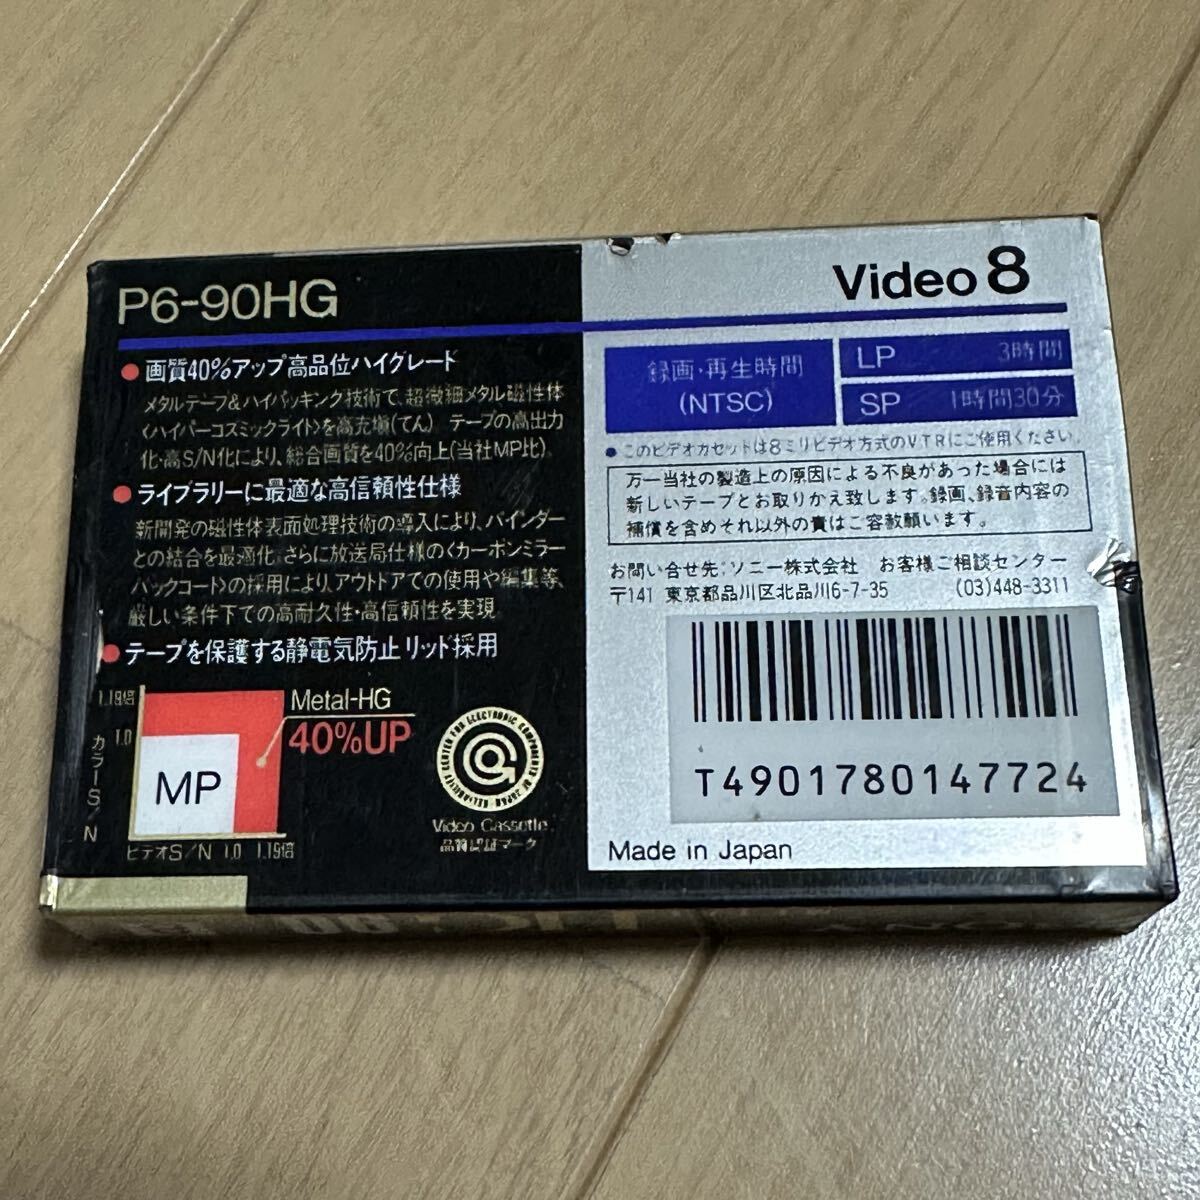 P6-90HG
● 画質40%アップ高品位ハイグレード
メタルテープ&ハイパッキング技術で、超微細メタル磁性体
〈ハイパーコズミックライト〉を高充塡(てん)。テープの高出力
化・高S/N化により、総合画質を40%向上(当社MP比)。
● ライブラリーに最適な高信頼性仕様
新開発の磁性体表面処理技術の導入により、バインダー
との結合を最適化。さらに放送局仕様の〈カーボンミラー
バックコート〉の採用により、アウトドアでの使用や編集等、
厳しい条件下での高耐久性・高信頼性を実現。
● テープを保護する静電気防止リッド採用
1.19倍
1.0
カラーS/N
MP
Metal-HG
40%UP
ビデオS/N 1.0 1.19倍
RELIABILITY CENTER FOR ELECTRONIC COMPONENTS OF JAPAN
Video Cassette
品質認証マーク
Video 8
録画・再生時間
(NTSC)
LP 3時間
SP 1時間30分
● このビデオカセットは8ミリビデオ方式のVTRにご使用ください。
万一当社の製造上の原因による不良があった場合には
新しいテープとお取りかえ致します。録画、録音内容の
補償を含めそれ以外の責はご容赦願います。
お問い合せ先:ソニー株式会社 お客様ご相談センター
〒141 東京都品川区北品川6-7-35 (03)448-3311
T4901780147724
Made in Japan